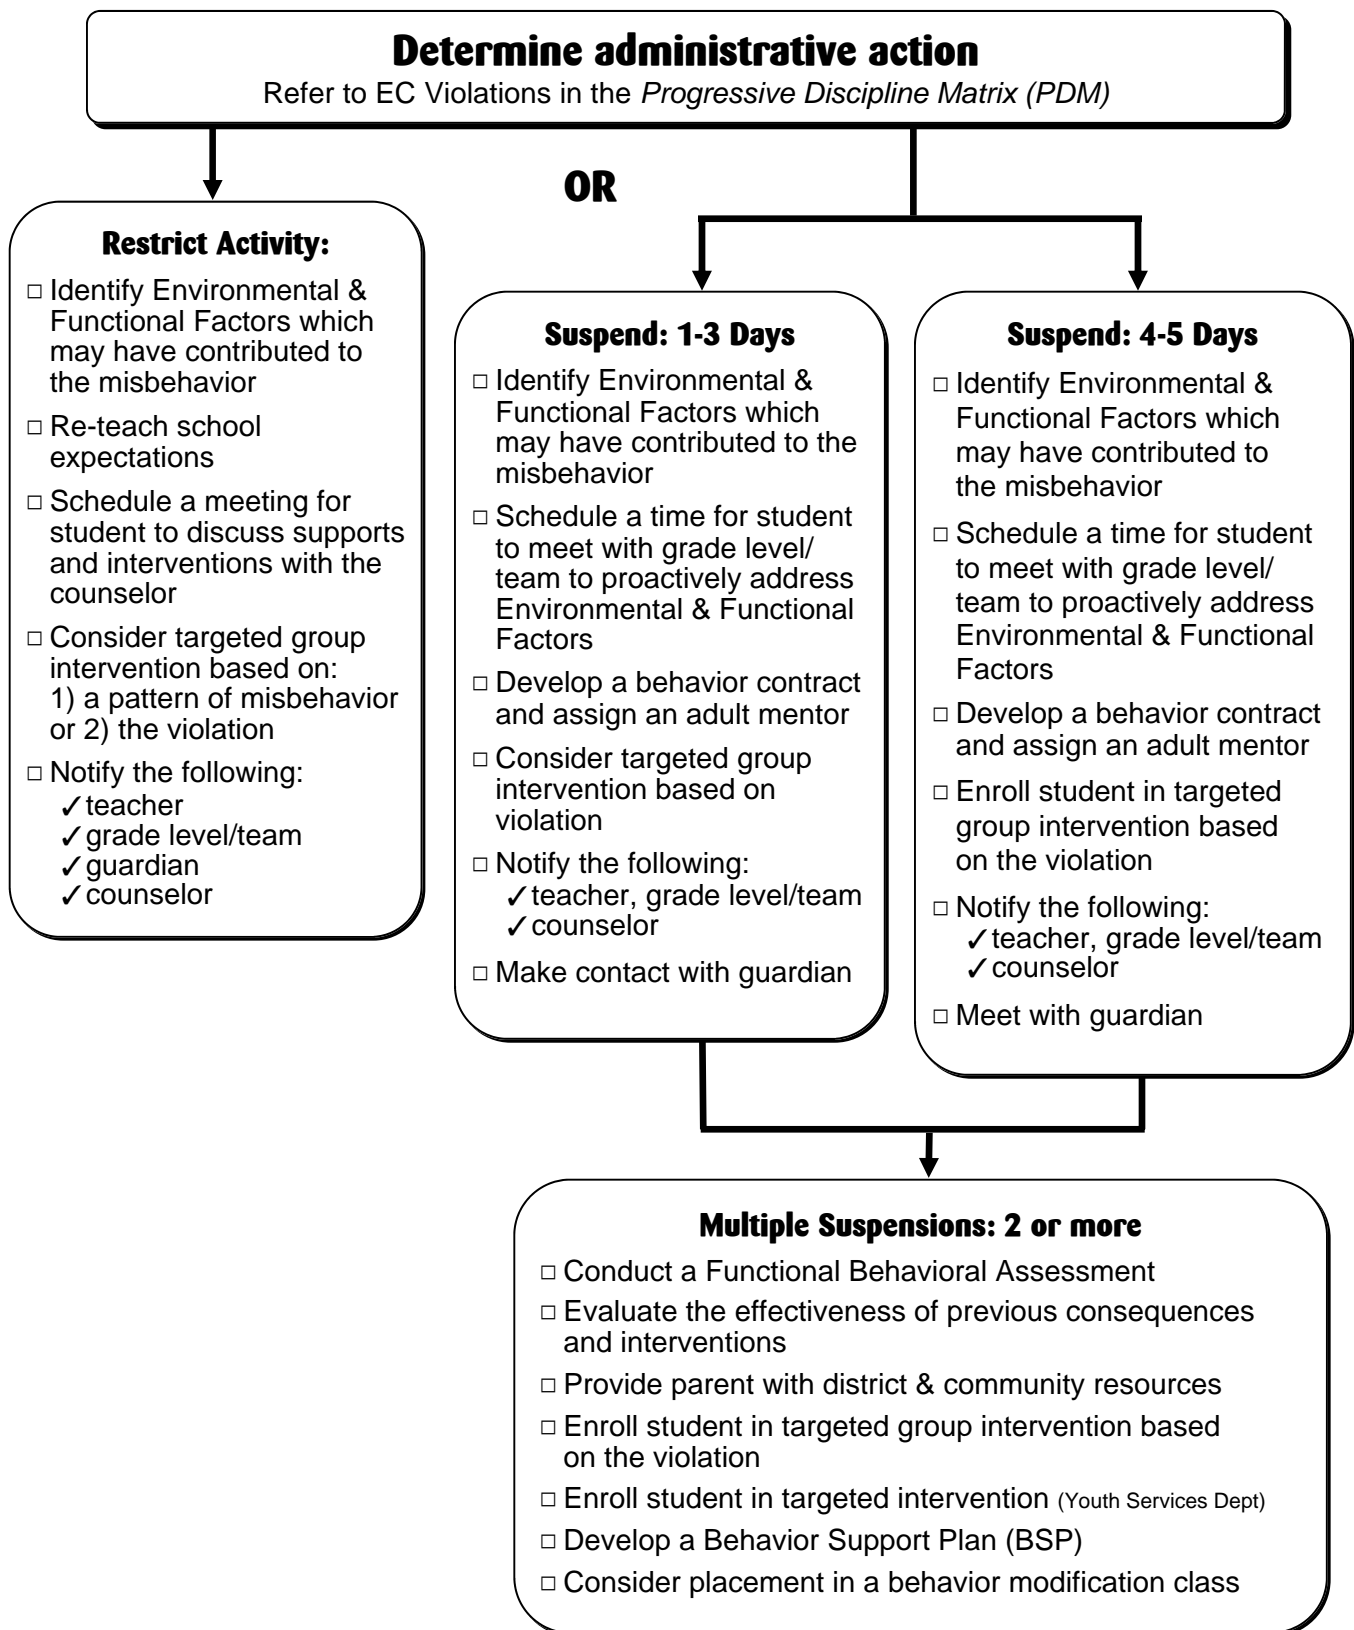 Determine administrative action
Refer to EC Violations in the Progressive Discipline Matrix (PDM)
OR
Restrict Activity:
□ Identify Environmental &
Functional Factors which
may have contributed to
the misbehavior
□ Re-teach school
expectations
□ Schedule a meeting for
student to discuss supports
and interventions with the
counselor
□ Consider targeted group
intervention based on:
1) a pattern of misbehavior
or 2) the violation
□ Notify the following:
✓teacher
✓grade level/team
✓guardian
✓counselor
Suspend: 1-3 Days
□ Identify Environmental &
Functional Factors which
may have contributed to the
misbehavior
□ Schedule a time for student
to meet with grade level/
team to proactively address
Environmental & Functional
Factors
□ Develop a behavior contract
and assign an adult mentor
□ Consider targeted group
intervention based on
violation
□ Notify the following:
✓teacher, grade level/team
✓counselor
□ Make contact with guardian
Suspend: 4-5 Days
□ Identify Environmental &
Functional Factors which
may have contributed to
the misbehavior
□ Schedule a time for student
to meet with grade level/
team to proactively address
Environmental & Functional
Factors
□ Develop a behavior contract
and assign an adult mentor
□ Enroll student in targeted
group intervention based
on the violation
□ Notify the following:
✓teacher, grade level/team
✓counselor
□ Meet with guardian
Multiple Suspensions: 2 or more
□ Conduct a Functional Behavioral Assessment
□ Evaluate the effectiveness of previous consequences
and interventions
□ Provide parent with district & community resources
□ Enroll student in targeted group intervention based
on the violation
□ Enroll student in targeted intervention (Youth Services Dept)
□ Develop a Behavior Support Plan (BSP)
□ Consider placement in a behavior modification class